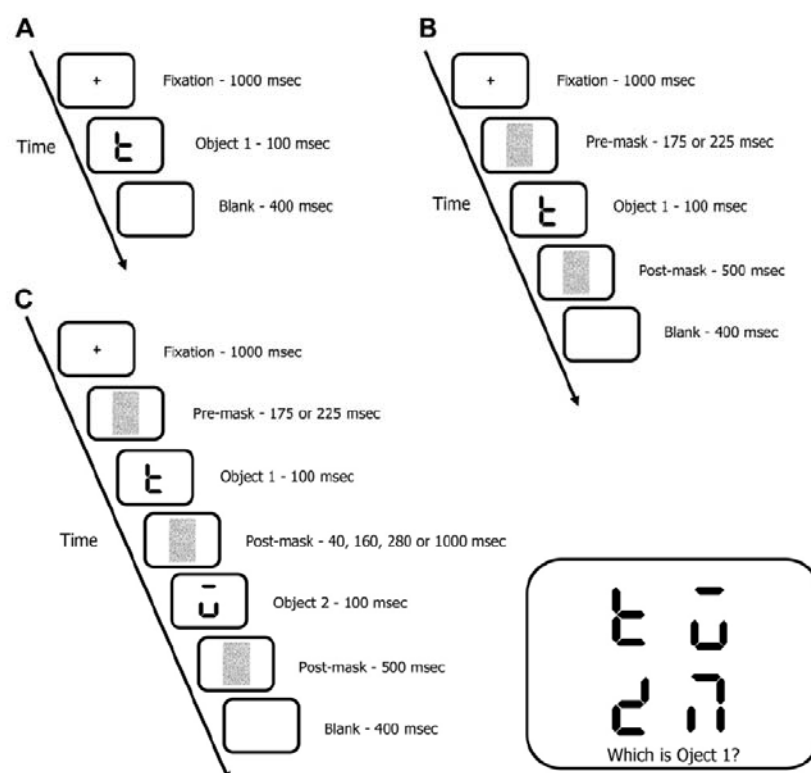 A
Fixation - 1000 msec
Time
Object 1 - 100 msec
Blank - 400 msec
B
Fixation - 1000 msec
Pre-mask - 175 or 225 msec
Time
Object 1 - 100 msec
Post-mask - 500 msec
Blank - 400 msec
C
Fixation - 1000 msec
Pre-mask - 175 or 225 msec
Object 1 - 100 msec
Time
Post-mask - 40, 160, 280 or 1000 msec
Object 2 - 100 msec
Post-mask - 500 msec
Blank - 400 msec
Which is Oject 1?